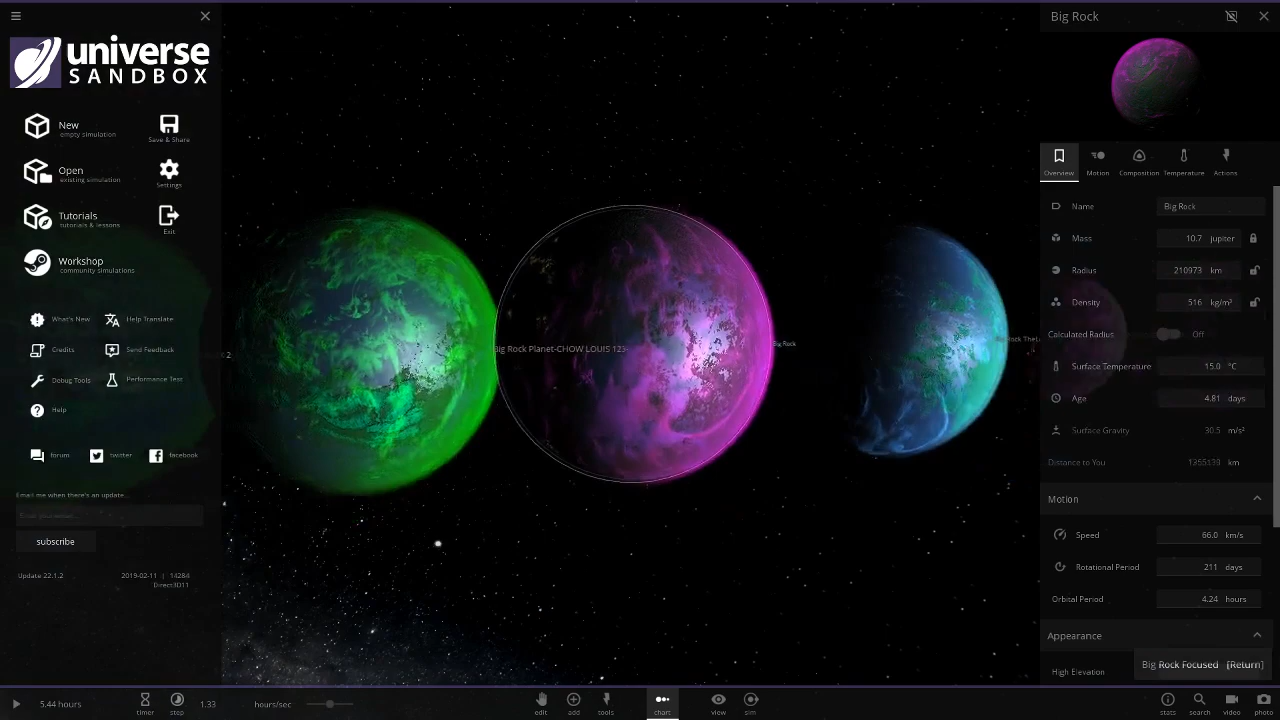 universe
SANDBOX
New
empty simulation
Save & Share
Open
existing simulation
Settings
Tutorials
tutorials & lessons
Exit
Workshop
community simulations
What's New
Help Translate
Credits
Send Feedback
Debug Tools
Performance Test
Help
forum
twitter
facebook
Email me when there's an update...
Enter your email...
subscribe
Update 22.1.2
2019-02-11 | 14284
Direct3D11
2
Big Rock Planet-CHOW LOUIS 123-
Big Rock
Big Rock
Overview
Motion
Composition
Temperature
Actions
Name
Big Rock
Mass
10.7 jupiter
Radius
210973 km
Density
516 kg/m³
Calculated Radius
Off
Surface Temperature
15.0 °C
Age
4.81 days
Surface Gravity
30.5 m/s²
Distance to You
1355139 km
Motion
Speed
66.0 km/s
Rotational Period
211 days
Orbital Period
4.24 hours
Appearance
High Elevation
Big Rock Focused [Return]
5.44 hours
timer
step
1.33
hours/sec
edit
add
tools
chart
view
sim
stats
search
video
photo